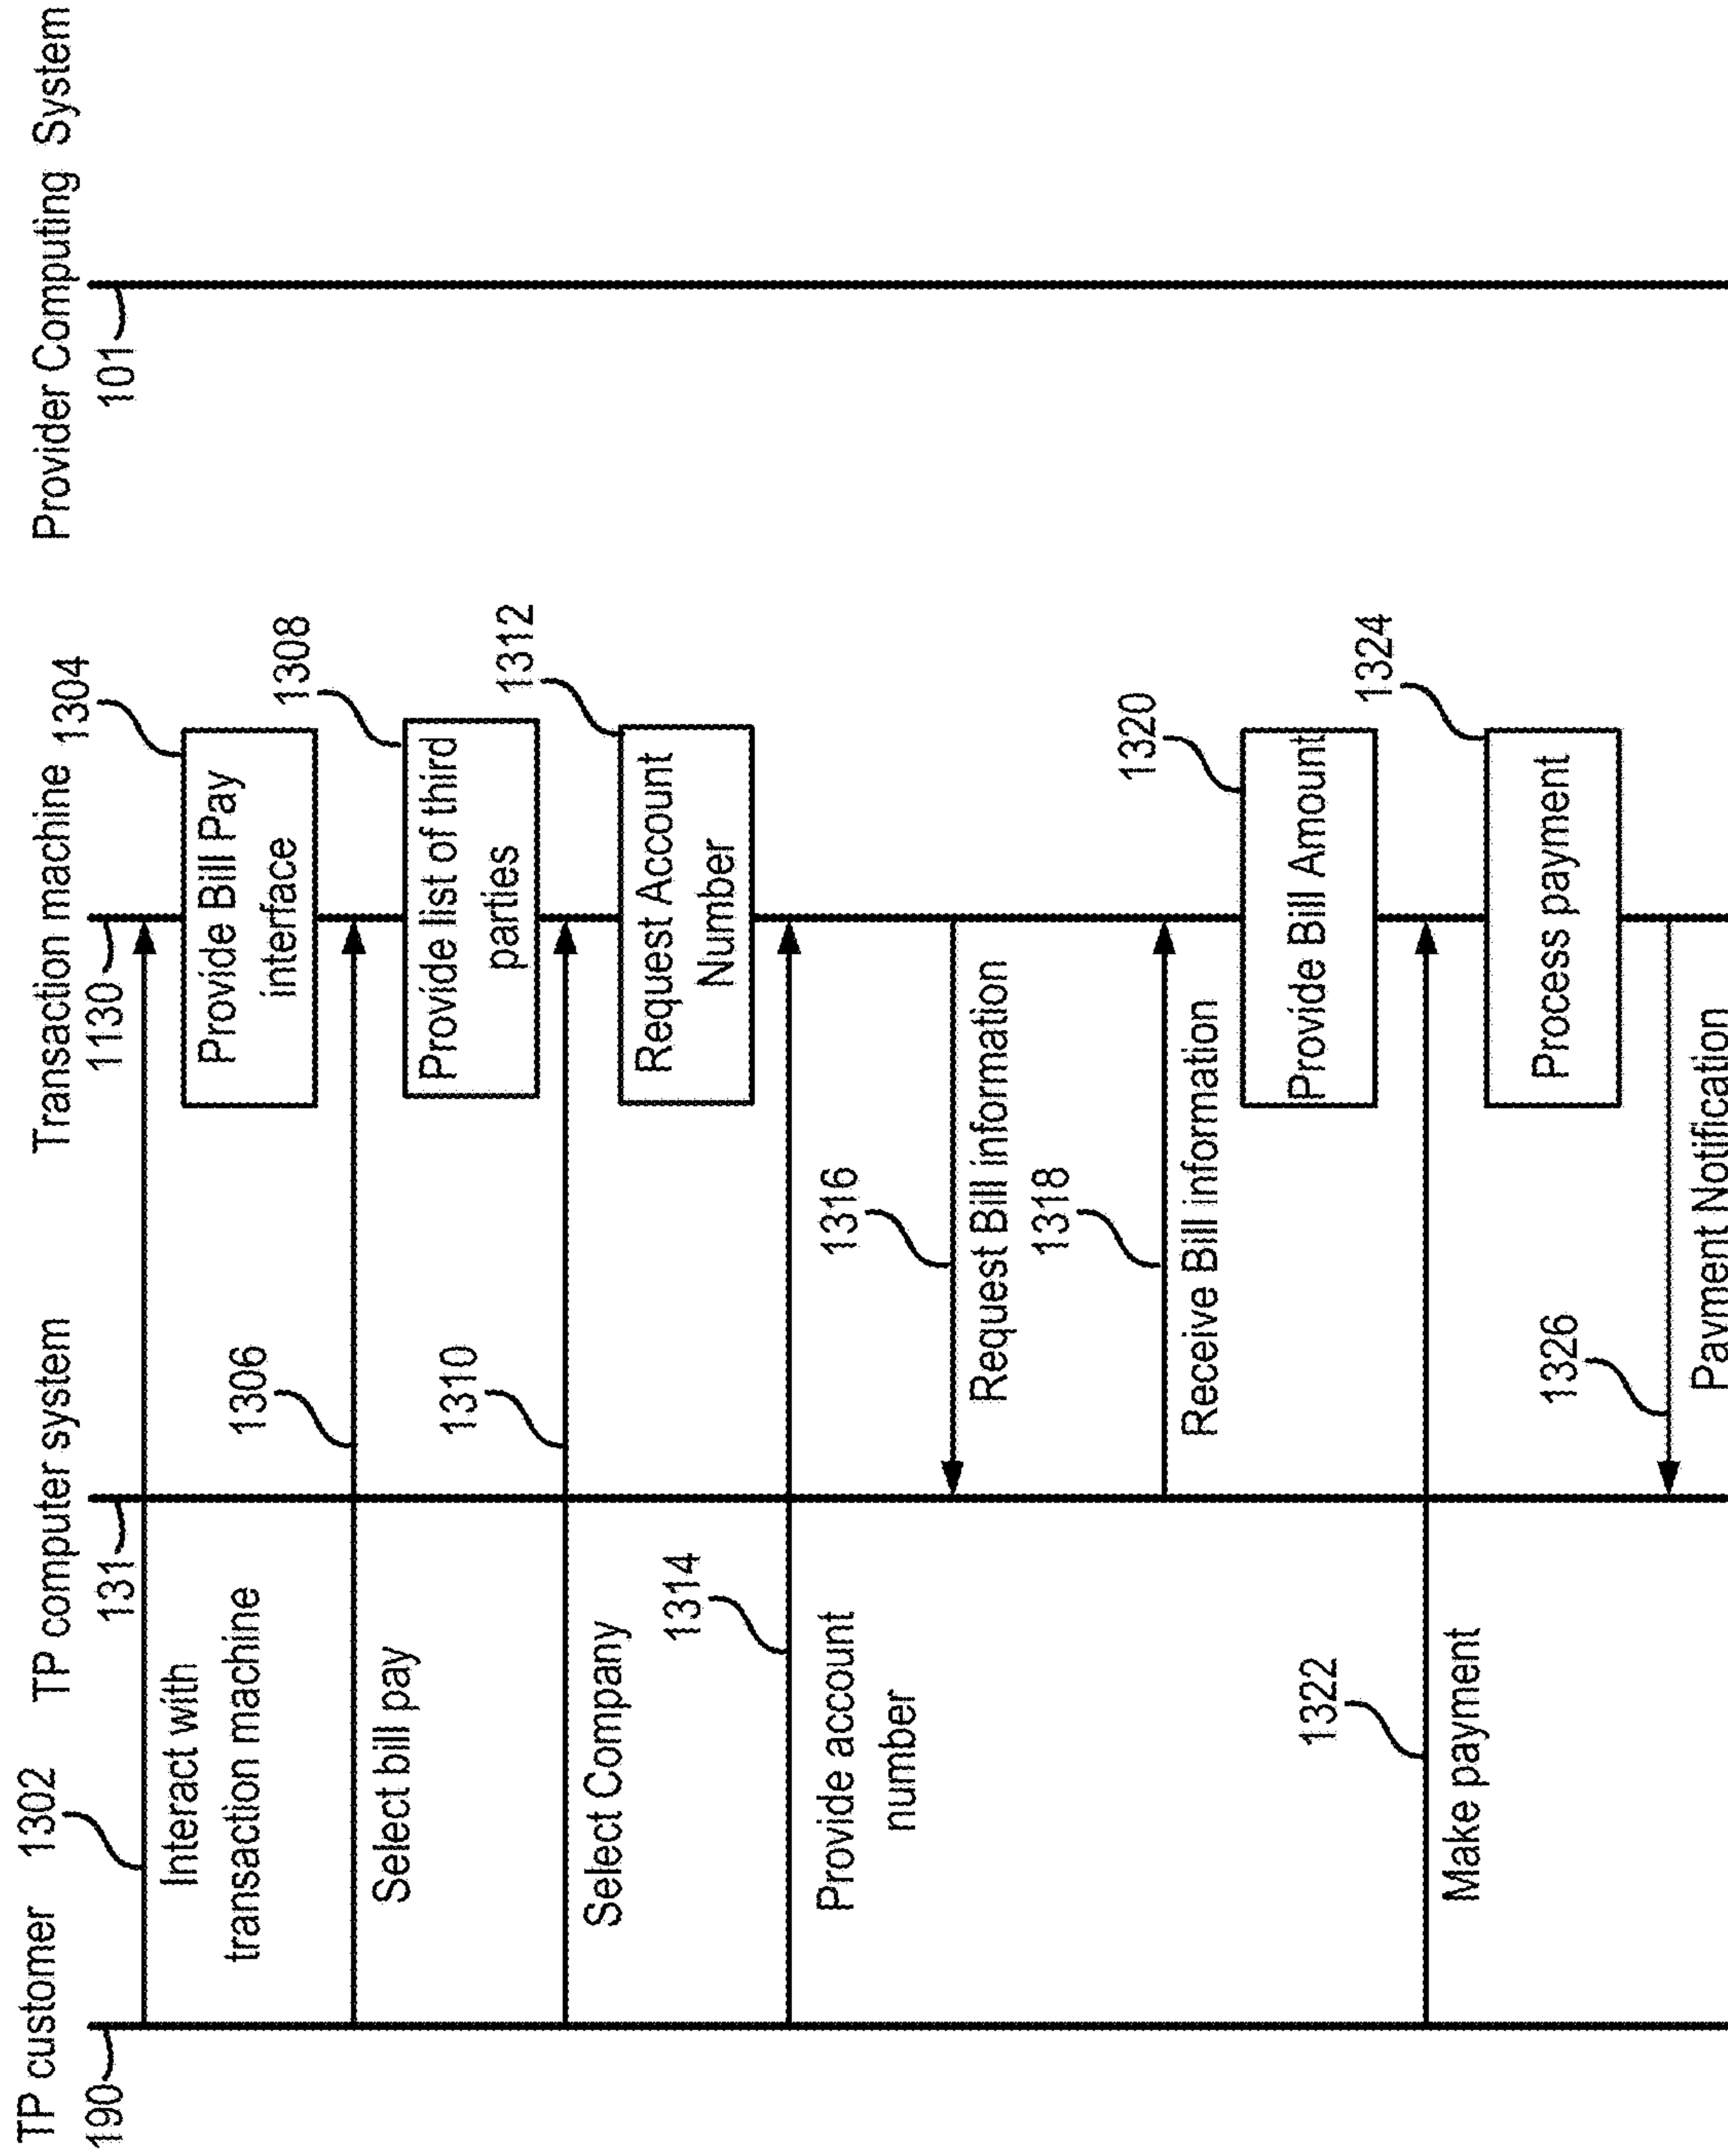 TP customer
1302
TP computer system
Transaction machine
1304
Provider Computing System
190
131
1130
101
Interact with
transaction machine
Provide Bill Pay
interface
1306
1308
Select bill pay
Provide list of third
parties
1310
1312
Select Company
Request Account
Number
1314
Provide account
number
1316
Request Bill information
1318
Receive Bill information
1320
Provide Bill Amount
1322
1324
Make payment
Process payment
1326
Payment Notification